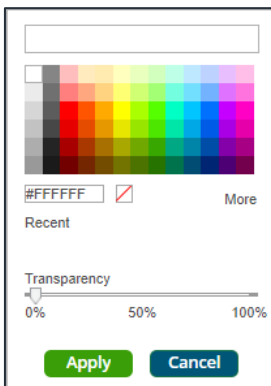 #FFFFFF
More
Recent
Transparency
0% 50% 100%
Apply Cancel